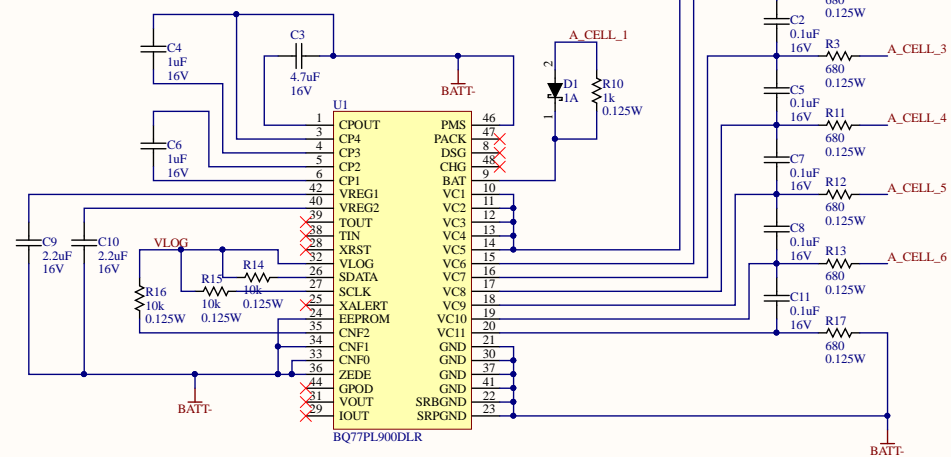 680
0.125W
C2
0.1uF
16V
R3
680
0.125W
A_CELL_3
C4
1uF
16V
C3
4.7uF
16V
BATT-
A_CELL_1
2
D1
1A
1
R10
1k
0.125W
C5
0.1uF
16V
R11
680
0.125W
A_CELL_4
C6
1uF
16V
C7
0.1uF
16V
R12
680
0.125W
A_CELL_5
C8
0.1uF
16V
R13
680
0.125W
A_CELL_6
C11
0.1uF
16V
R17
680
0.125W
BATT-
C9
2.2uF
16V
C10
2.2uF
16V
VLOG
R14
10k
0.125W
R15
10k
0.125W
R16
10k
0.125W
BATT-
U1
1 CPOUT PMS 46
3 CP4 PACK 47
4 CP3 DSG 8
5 CP2 CHG 48
6 CP1 BAT 9
42 VREG1 VC1 10
40 VREG2 VC2 11
39 TOUT VC3 12
38 TIN VC4 13
28 XRST VC5 14
32 VLOG VC6 15
26 SDATA VC7 16
27 SCLK VC8 17
25 XALERT VC9 18
24 EEPROM VC10 19
35 CNF2 VC11 20
34 CNF1 GND 21
33 CNF0 GND 30
36 ZEDE GND 37
44 GPOD GND 41
31 VOUT SRBGND 22
29 IOUT SRPGND 23
BQ77PL900DLR